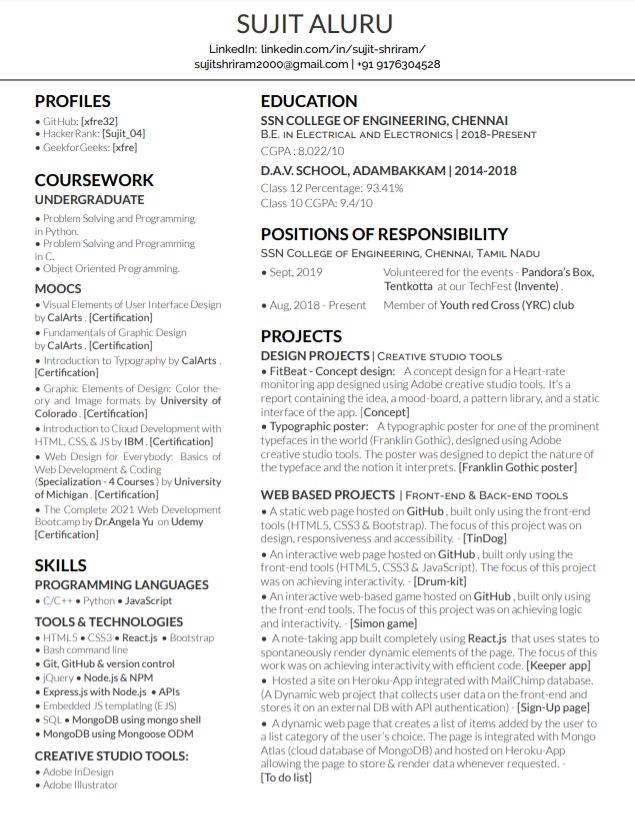 SUJIT ALURU
LinkedIn: linkedin.com/in/sujit-shriram/
sujitshriram2000@gmail.com | +91 9176304528
PROFILES
• GitHub: [xfre32]
• HackerRank: [Sujit_04]
• GeekforGeeks: [xfre]
COURSEWORK
UNDERGRADUATE
• Problem Solving and Programming
in Python.
• Problem Solving and Programming
in C.
• Object Oriented Programming.
MOOCS
• Visual Elements of User Interface Design
by CalArts . [Certification]
• Fundamentals of Graphic Design
by CalArts . [Certification]
• Introduction to Typography by CalArts .
[Certification]
• Graphic Elements of Design: Color the-
ory and Image formats by University of
Colorado . [Certification]
• Introduction to Cloud Development with
HTML, CSS, & JS by IBM . [Certification]
• Web Design for Everybody: Basics of
Web Development & Coding
(Specialization - 4 Courses ) by University
of Michigan . [Certification]
• The Complete 2021 Web Development
Bootcamp by Dr.Angela Yu on Udemy
[Certification]
SKILLS
PROGRAMMING LANGUAGES
• C/C++ • Python • JavaScript
TOOLS & TECHNOLOGIES
• HTML5 • CSS3 • React.js • Bootstrap
• Bash command line
• Git, GitHub & version control
• jQuery • Node.js & NPM
• Express.js with Node.js • APIs
• Embedded JS templating (EJS)
• SQL • MongoDB using mongo shell
• MongoDB using Mongoose ODM
CREATIVE STUDIO TOOLS:
• Adobe InDesign
• Adobe Illustrator
EDUCATION
SSN COLLEGE OF ENGINEERING, CHENNAI
B.E. IN ELECTRICAL AND ELECTRONICS | 2018-PRESENT
CGPA : 8.022/10
D.A.V. SCHOOL, ADAMBAKKAM | 2014-2018
Class 12 Percentage: 93.41%
Class 10 CGPA: 9.4/10
POSITIONS OF RESPONSIBILITY
SSN COLLEGE OF ENGINEERING, CHENNAI, TAMIL NADU
• Sept, 2019 Volunteered for the events - Pandora's Box,
Tentkotta at our TechFest (Invente) .
• Aug, 2018 - Present Member of Youth red Cross (YRC) club
PROJECTS
DESIGN PROJECTS | CREATIVE STUDIO TOOLS
• FitBeat - Concept design: A concept design for a Heart-rate
monitoring app designed using Adobe creative studio tools. It's a
report containing the idea, a mood-board, a pattern library, and a static
interface of the app. [Concept]
• Typographic poster: A typographic poster for one of the prominent
typefaces in the world (Franklin Gothic), designed using Adobe
creative studio tools. The poster was designed to depict the nature of
the typeface and the notion it interprets. [Franklin Gothic poster]
WEB BASED PROJECTS | FRONT-END & BACK-END TOOLS
• A static web page hosted on GitHub , built only using the front-end
tools (HTML5, CSS3 & Bootstrap). The focus of this project was on
design, responsiveness and accessibility. - [TinDog]
• An interactive web page hosted on GitHub , built only using the
front-end tools (HTML5, CSS3 & JavaScript). The focus of this project
was on achieving interactivity. - [Drum-kit]
• An interactive web-based game hosted on GitHub , built only using
the front-end tools. The focus of this project was on achieving logic
and interactivity. - [Simon game]
• A note-taking app built completely using React.js that uses states to
spontaneously render dynamic elements of the page. The focus of this
work was on achieving interactivity with efficient code. [Keeper app]
• Hosted a site on Heroku-App integrated with MailChimp database.
(A Dynamic web project that collects user data on the front-end and
stores it on an external DB with API authentication) - [Sign-Up page]
• A dynamic web page that creates a list of items added by the user to
a list category of the user's choice. The page is integrated with Mongo
Atlas (cloud database of MongoDB) and hosted on Heroku-App
allowing the page to store & render data whenever requested. -
[To do list]